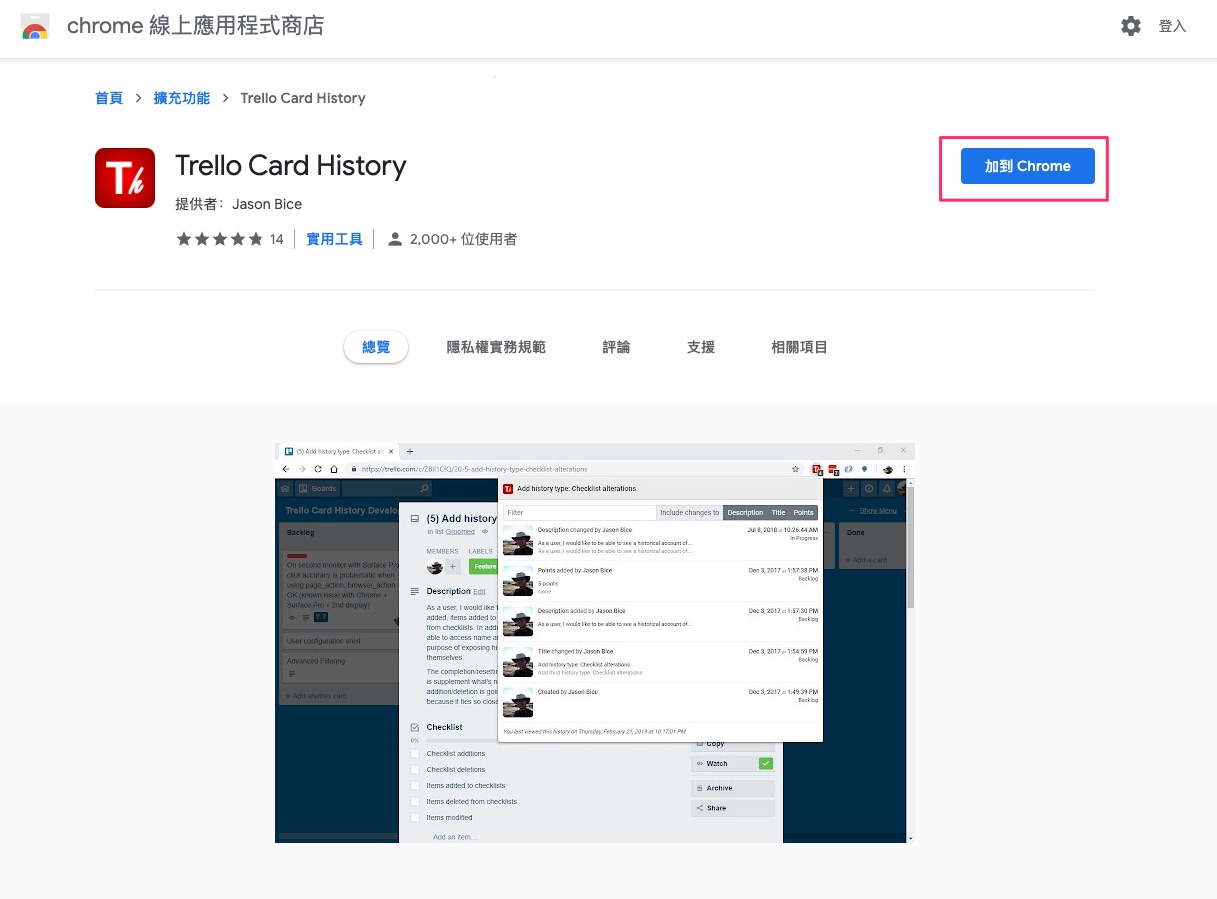 chrome 線上應用程式商店
登入
首頁 > 擴充功能 > Trello Card History
Th
Trello Card History
加到 Chrome
提供者： Jason Bice
14 實用工具 2,000+ 位使用者
總覽 隱私權實務規範 評論 支援 相關項目
(5) Add history type: Checklist al
https://trello.com/c/ZBII1CfQ/20-5-add-history-type-checklist-alterations
Boards
Trello Card History Develo
Show Menu
Backlog
On second monitor with Surface Pro,
click accuracy is problematic when
using page_action, browser_action
OK (known issue with Chrome +
Surface Pro + 2nd display)
User configuration shell
Advanced Filtering
+ Add another card
(5) Add history
in list Groomed
MEMBERS LABELS
Feature
Description Edit
As a user, I would like t
added, items added to
from checklists. In addi
able to access name a
purpose of exposing hi
themselves.
The completion/resettin
is supplement what's n
addition/deletion is goi
because it ties so close
Checklist
0%
Checklist additions
Checklist deletions
Items added to checklists
Items deleted from checklists
Items modified
Add an item...
Add history type: Checklist alterations
Filter Include changes to Description Title Points
Description changed by Jason Bice Jul 8, 2018 at 10:26:44 AM
In Progress
As a user, I would like to be able to see a historical account of...
As a user, I would like to be able to see a historical account of...
Points added by Jason Bice Dec 3, 2017 at 1:57:38 PM
Backlog
5 points
None
Description added by Jason Bice Dec 3, 2017 at 1:57:30 PM
Backlog
As a user, I would like to be able to see a historical account of...
Title changed by Jason Bice Dec 3, 2017 at 1:54:59 PM
Backlog
Add history type: Checklist alterations
Add third history type: Checklist alterations
Created by Jason Bice Dec 3, 2017 at 1:49:39 PM
Backlog
You last viewed this history on Thursday, February 21, 2019 at 10:17:01 PM
Done
+ Add a card
Copy
Watch
Archive
Share